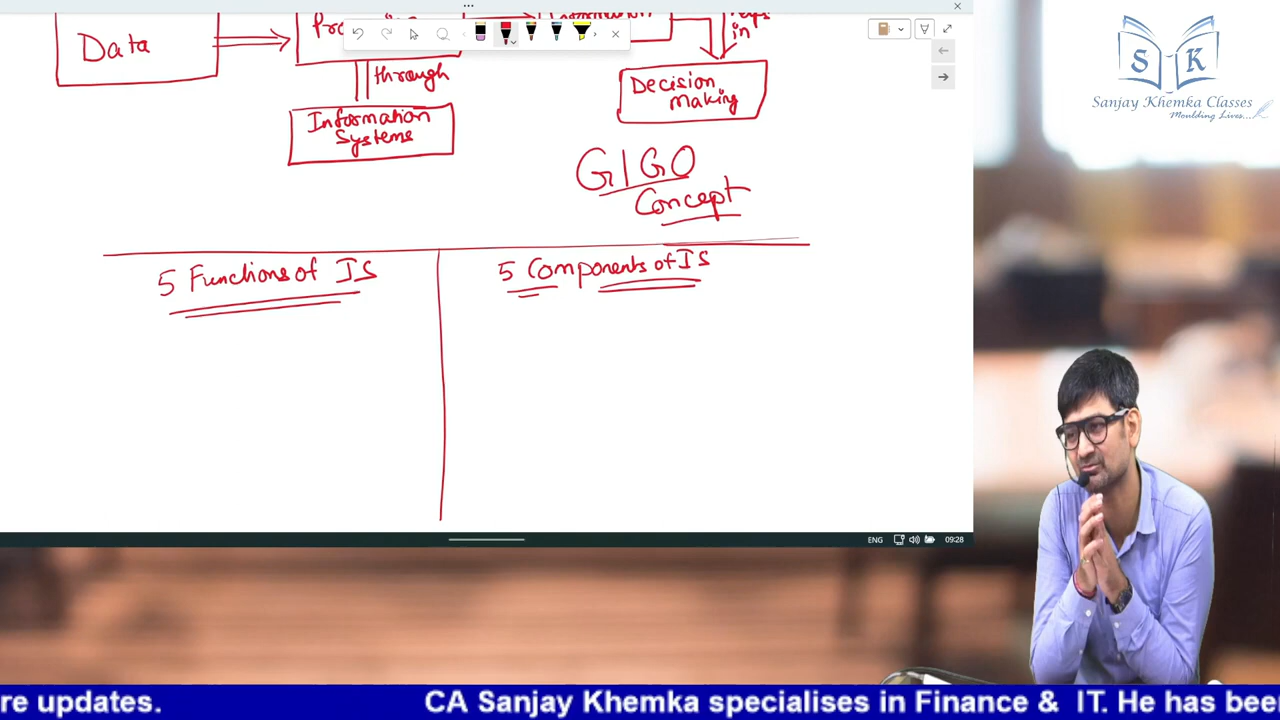 Data
through
Information
Systems
in
Decision
Making
GIGO
Concept
5 Functions of IS
5 Components of IS
S K
Sanjay Khemka Classes
Moulding Lives...
ENG 09:28
re updates. CA Sanjay Khemka specialises in Finance & IT. He has bee